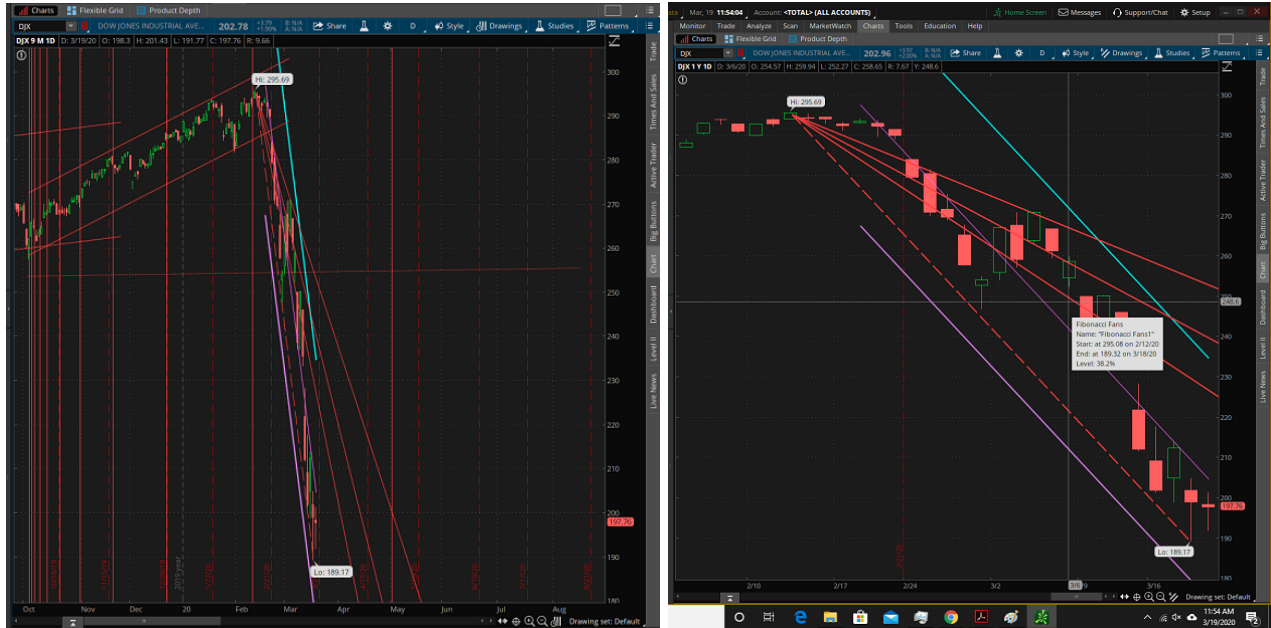 Charts Flexible Grid Product Depth
DJX DOW JONES INDUSTRIAL AVE... 202.78 +3.79 +1.90% B: N/A A: N/A Share D Style Drawings Studies Patterns
DJX 9 M 1D D: 3/19/20 O: 198.3 H: 201.43 L: 191.77 C: 197.76 R: 9.66
Hi: 295.69
300
290
280
270
260
250
240
230
220
210
200
197.76
190
180
Lo: 189.17
2019 year
Oct Nov Dec 20 Feb Mar Apr May Jun Jul Aug
Drawing set: Default
Trade
Times And Sales
Active Trader
Big Buttons
Chart
Dashboard
Level II
Live News
Mar, 19 11:54:04 Account: <TOTAL> (ALL ACCOUNTS) Home Screen Messages Support/Chat Setup
Monitor Trade Analyze Scan MarketWatch Charts Tools Education Help
Charts Flexible Grid Product Depth
DJX DOW JONES INDUSTRIAL AVE... 202.96 +3.97 +2.00% B: N/A A: N/A Share D Style Drawings Studies Patterns
DJX 1 Y 1D D: 3/6/20 O: 254.57 H: 259.94 L: 252.27 C: 258.65 R: 7.67 Y: 248.6
Hi: 295.69
300
290
280
270
260
250
248.6
240
230
220
210
200
197.76
190
180
Fibonacci Fans
Name: "Fibonacci Fans1"
Start: at 295.08 on 2/12/20
End: at 189.32 on 3/18/20
Level: 38.2%
Lo: 189.17
2/10 2/17 2/24 3/2 3/6 3/16
Drawing set: Default
Trade
Times And Sales
Active Trader
Big Buttons
Chart
Dashboard
Level II
Live News
11:54 AM
3/19/2020